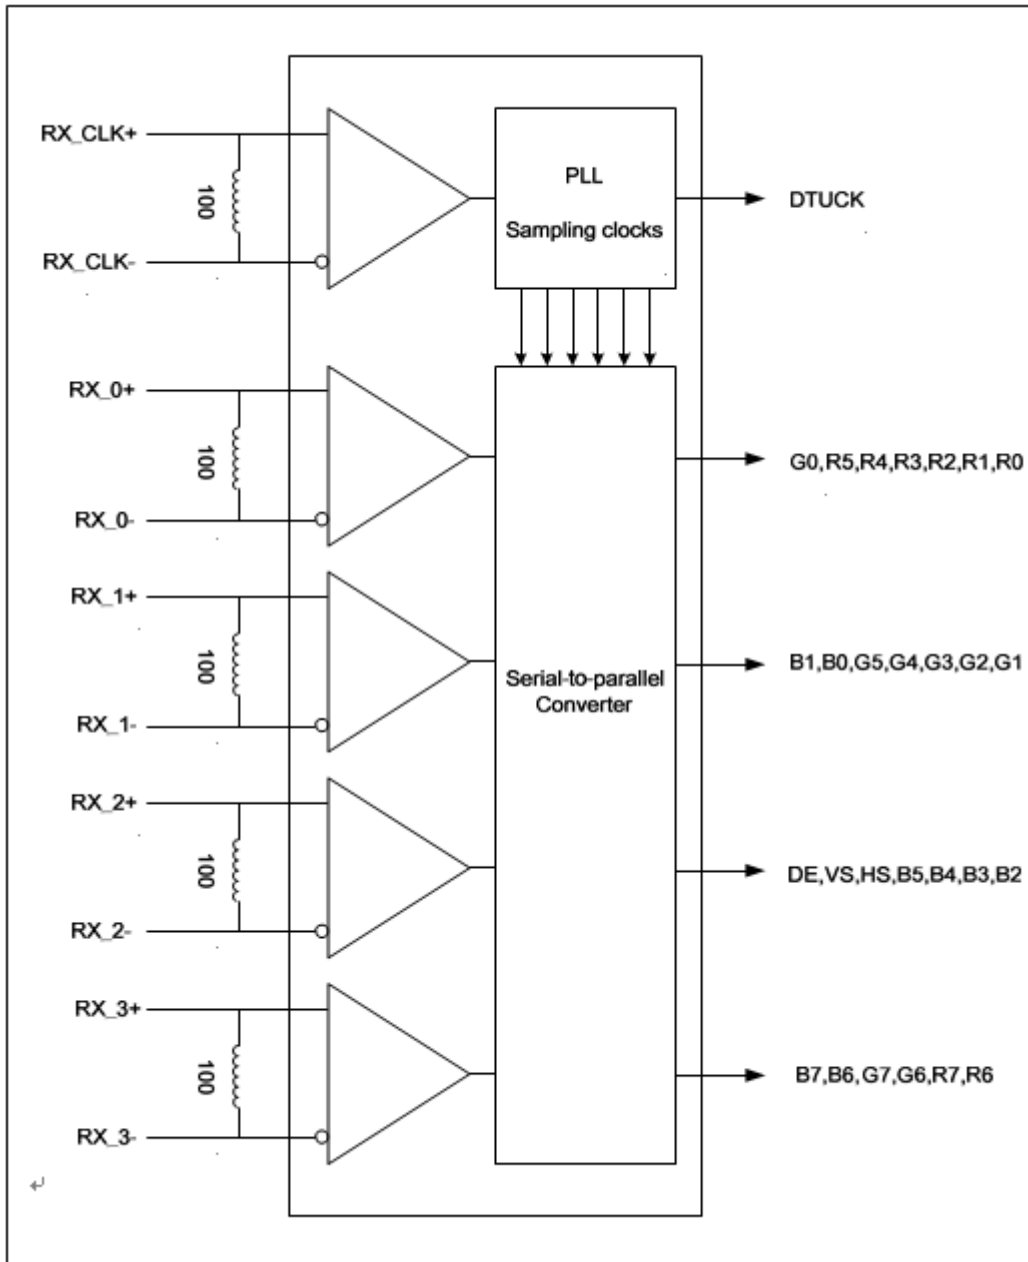 RX_CLK+
100
RX_CLK-
PLL
Sampling clocks
DTUCK
RX_0+
100
RX_0-
G0,R5,R4,R3,R2,R1,R0
RX_1+
100
RX_1-
Serial-to-parallel
Converter
B1,B0,G5,G4,G3,G2,G1
RX_2+
100
RX_2-
DE,VS,HS,B5,B4,B3,B2
RX_3+
100
RX_3-
B7,B6,G7,G6,R7,R6